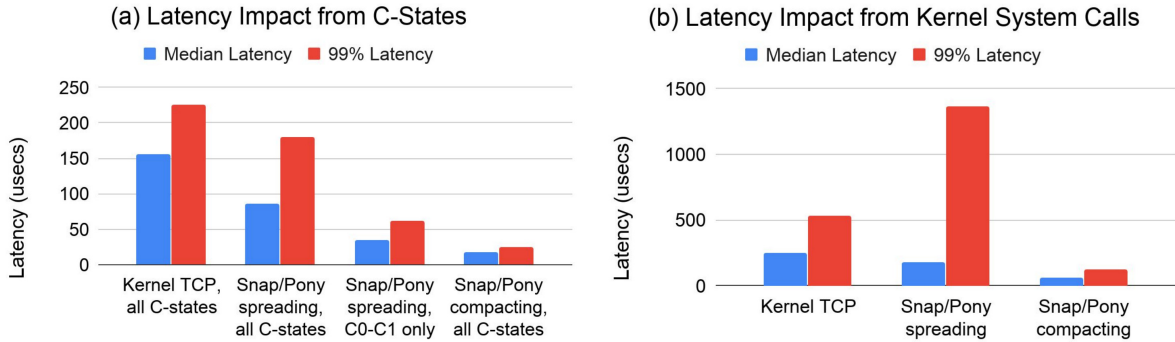 (a) Latency Impact from C-States
Median Latency 99% Latency
Latency (usecs)
250
200
150
100
50
0
Kernel TCP, all C-states
Snap/Pony spreading, all C-states
Snap/Pony spreading, C0-C1 only
Snap/Pony compacting, all C-states
(b) Latency Impact from Kernel System Calls
Median Latency 99% Latency
Latency (usecs)
1500
1000
500
0
Kernel TCP
Snap/Pony spreading
Snap/Pony compacting